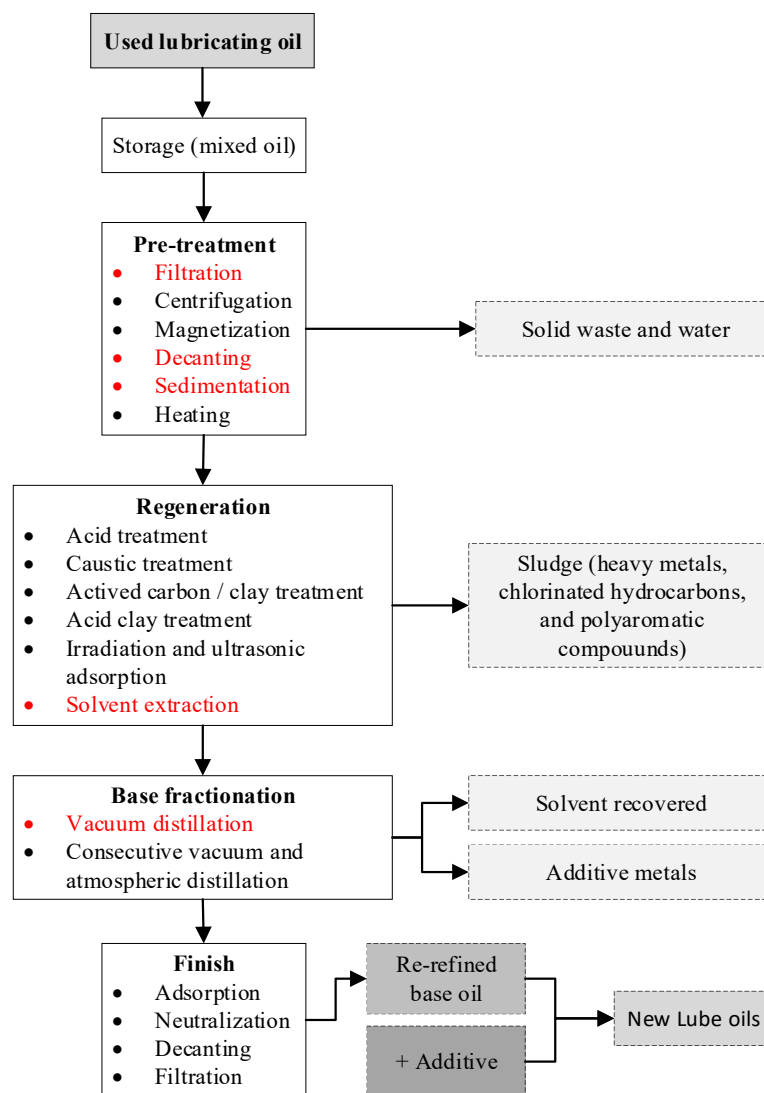 Used lubricating oil
Storage (mixed oil)
Pre-treatment
• Filtration
• Centrifugation
• Magnetization
• Decanting
• Sedimentation
• Heating
Solid waste and water
Regeneration
• Acid treatment
• Caustic treatment
• Actived carbon / clay treatment
• Acid clay treatment
• Irradiation and ultrasonic
adsorption
• Solvent extraction
Sludge (heavy metals,
chlorinated hydrocarbons,
and polyaromatic
compouunds)
Base fractionation
• Vacuum distillation
• Consecutive vacuum and
atmospheric distillation
Solvent recovered
Additive metals
Finish
• Adsorption
• Neutralization
• Decanting
• Filtration
Re-refined
base oil
+ Additive
New Lube oils